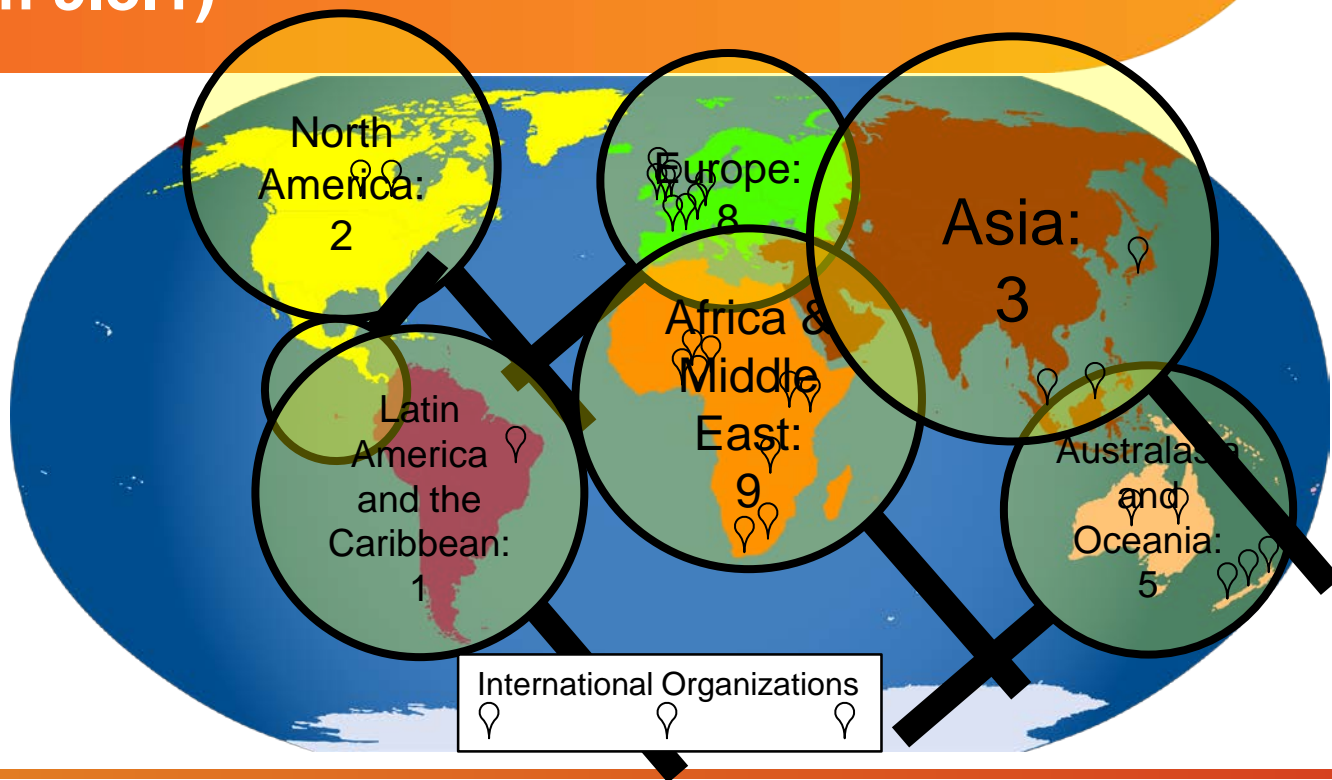 North
America:
2
Europe:
8
Asia:
3
Africa &
Middle
East:
9
Latin
America
and the
Caribbean:
1
Australasia
and
Oceania:
5
International Organizations